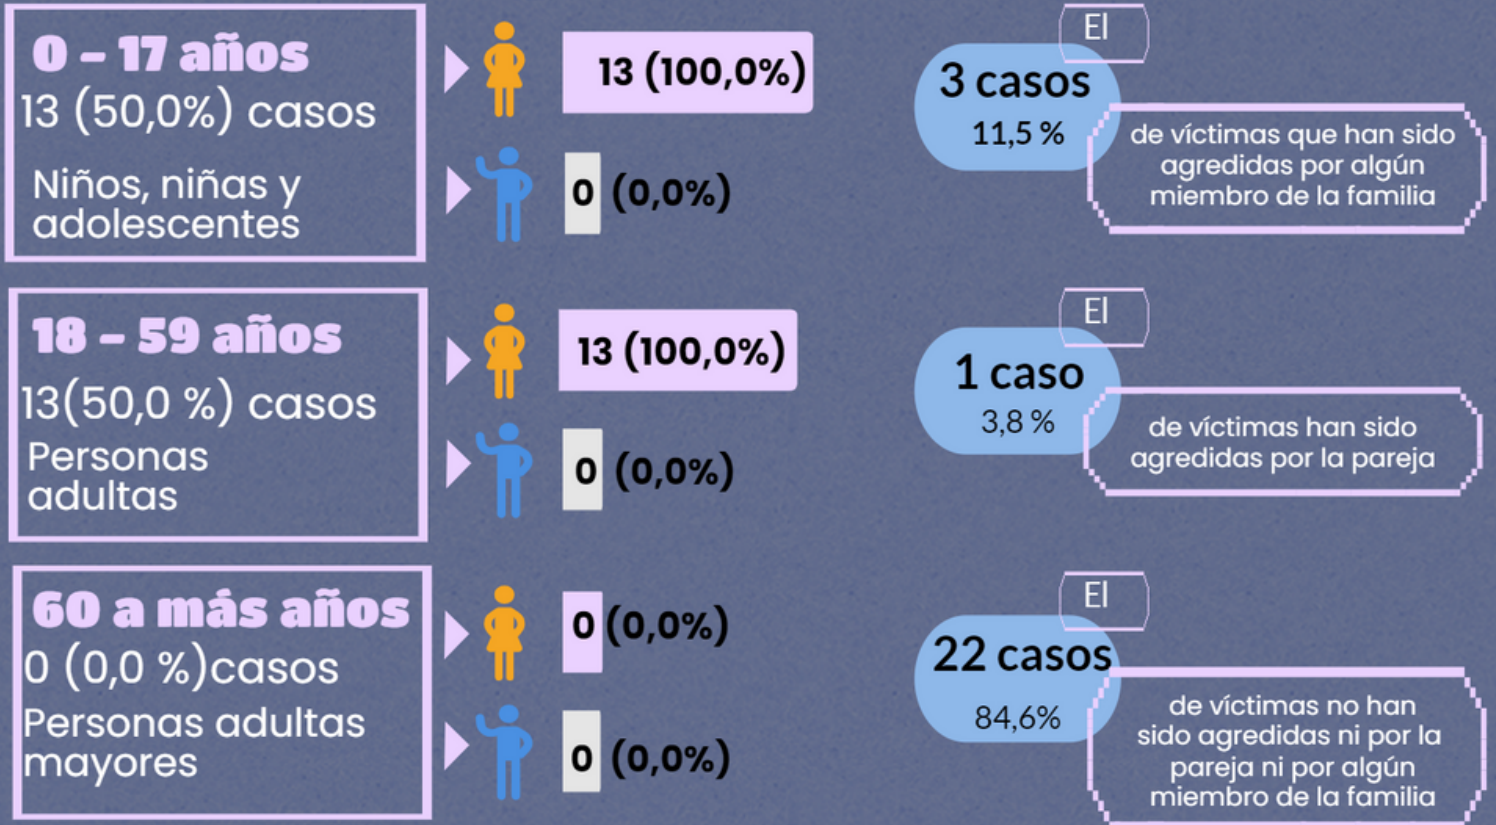 0 – 17 años
13 (50,0%) casos
Niños, niñas y
adolescentes
13 (100,0%)
0 (0,0%)
El
3 casos
11,5 %
de víctimas que han sido
agredidas por algún
miembro de la familia
18 – 59 años
13(50,0 %) casos
Personas
adultas
13 (100,0%)
0 (0,0%)
El
1 caso
3,8 %
de víctimas han sido
agredidas por la pareja
60 a más años
0 (0,0 %)casos
Personas adultas
mayores
0 (0,0%)
0 (0,0%)
El
22 casos
84,6%
de víctimas no han
sido agredidas ni por la
pareja ni por algún
miembro de la familia